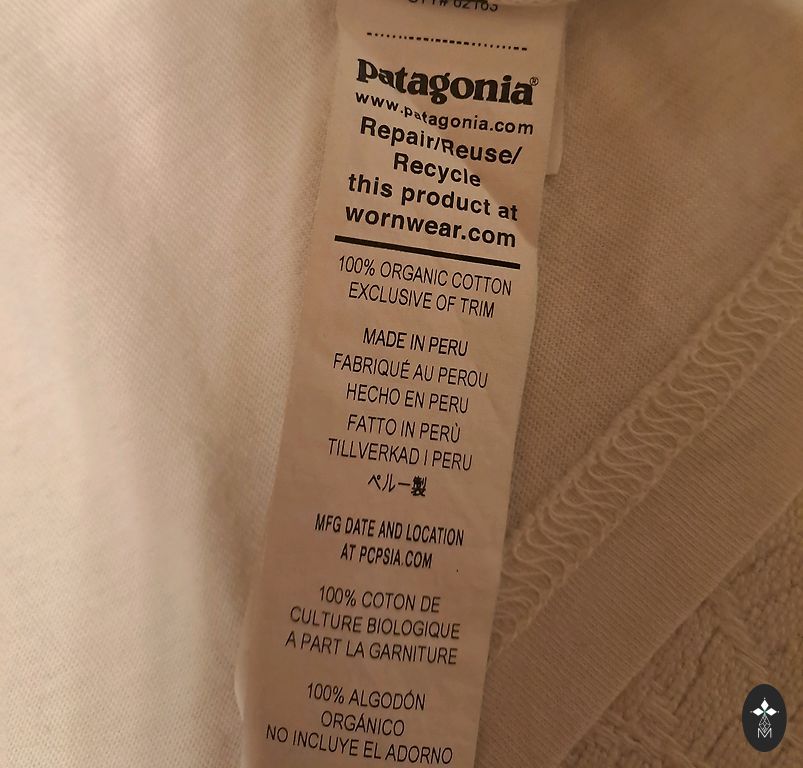 patagonia®
www.patagonia.com
Repair/Reuse/
Recycle
this product at
wornwear.com
100% ORGANIC COTTON
EXCLUSIVE OF TRIM
MADE IN PERU
FABRIQUÉ AU PEROU
HECHO EN PERU
FATTO IN PERÙ
TILLVERKAD I PERU
ペルー製
MFG DATE AND LOCATION
AT PCPSIA.COM
100% COTON DE
CULTURE BIOLOGIQUE
A PART LA GARNITURE
100% ALGODÓN
ORGÁNICO
NO INCLUYE EL ADORNO
M